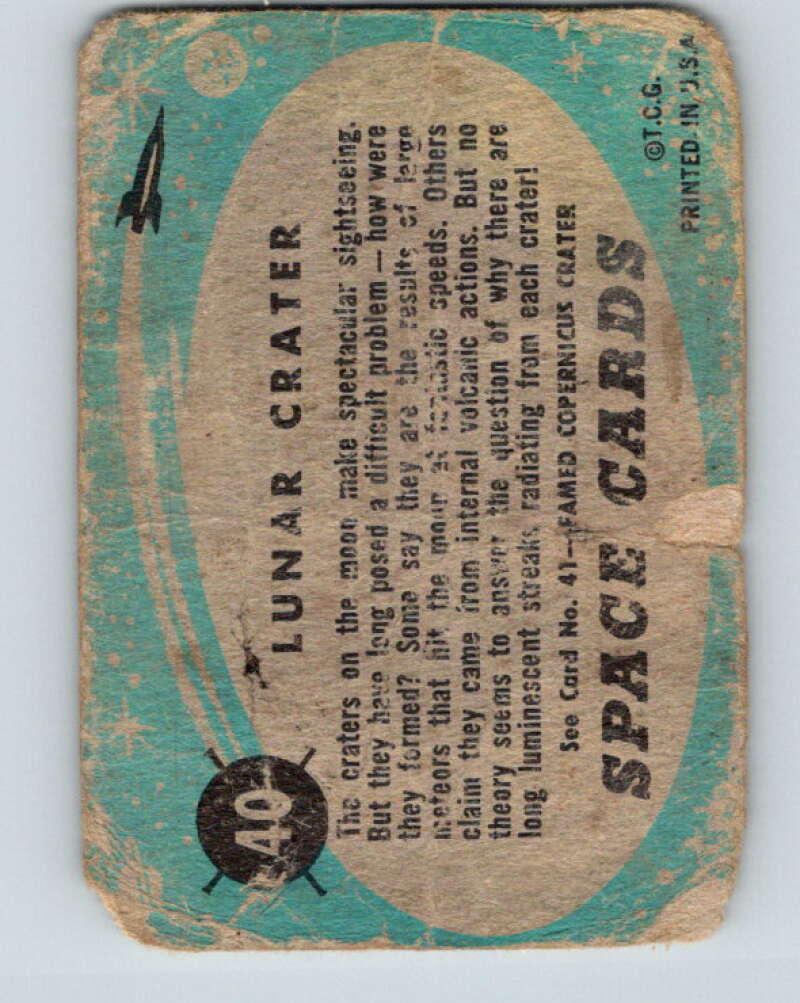 40
LUNAR CRATER
The craters on the moon make spectacular sightseeing.
But they have long posed a difficult problem — how were
they formed? Some say they are the results of large
meteors that hit the moon at fantastic speeds. Others
claim they came from internal volcanic actions. But no
theory seems to answer the question of why there are
long luminescent streaks radiating from each crater!
See Card No. 41—FAMED COPERNICUS CRATER
SPACE CARDS
©T.C.G.
PRINTED IN U.S.A